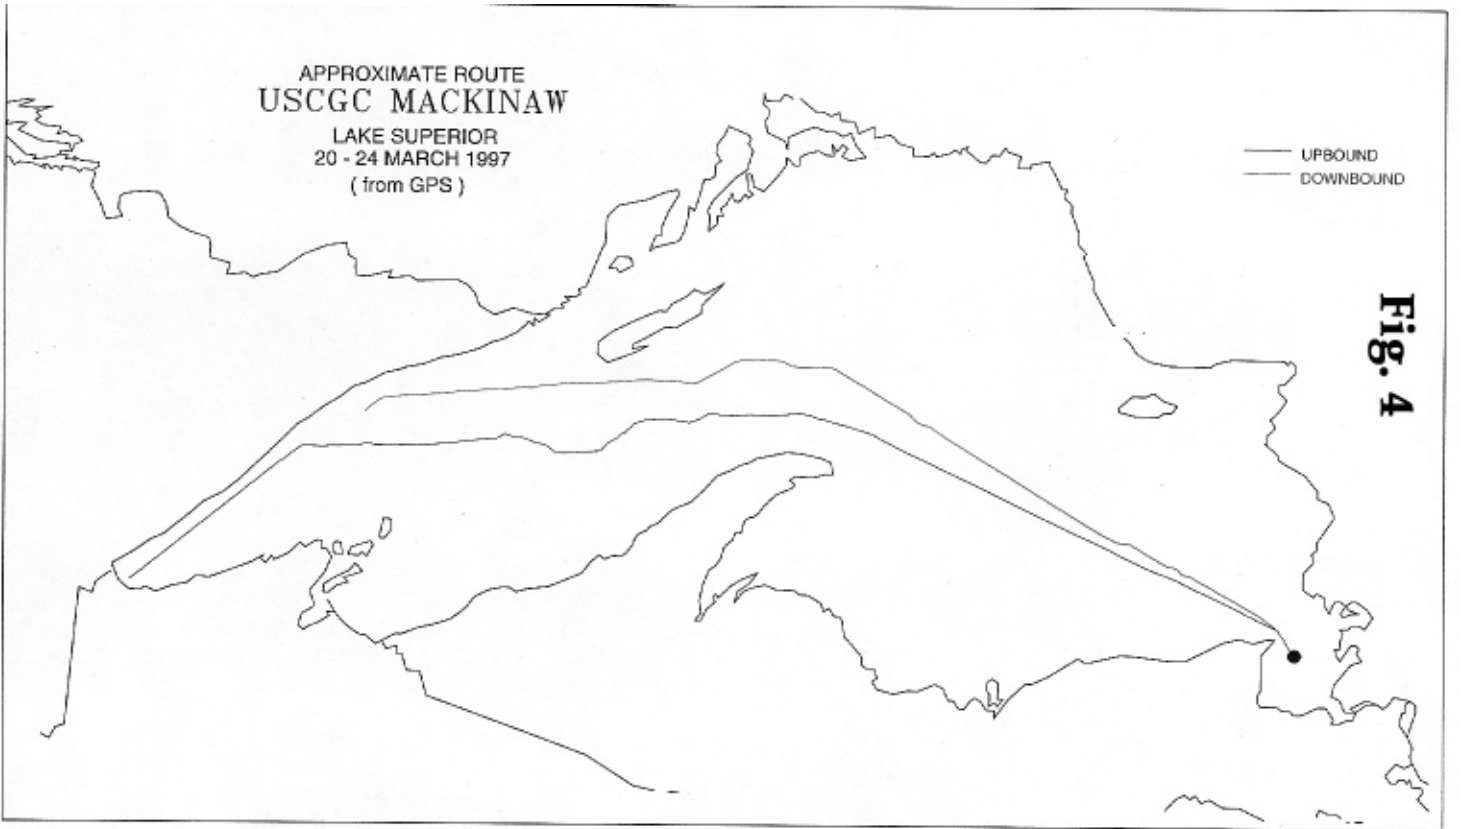 APPROXIMATE ROUTE
USCGC MACKINAW
LAKE SUPERIOR
20 - 24 MARCH 1997
( from GPS )
UPBOUND
DOWNBOUND
Fig. 4